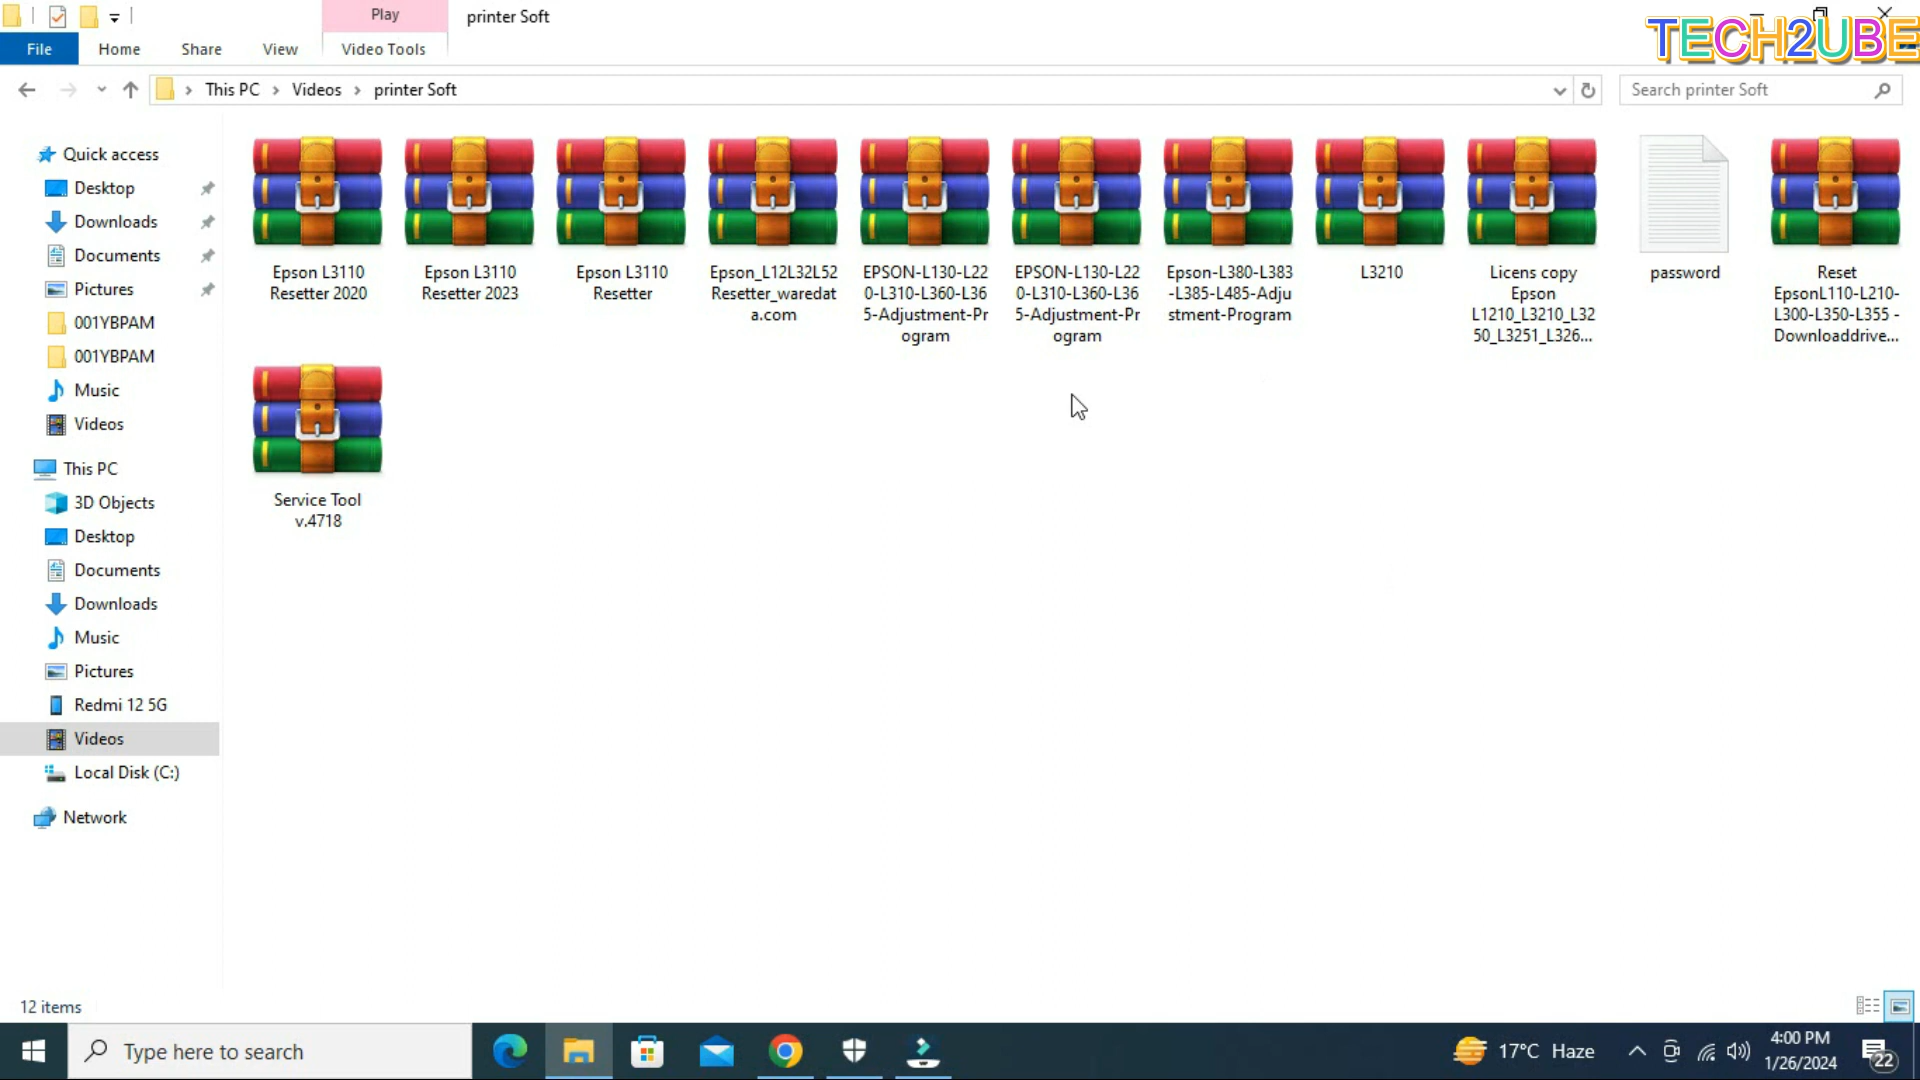 Play
printer Soft
TECH2UBE
File
Home
Share
View
Video Tools
This PC
Videos
printer Soft
Search printer Soft
Quick access
Desktop
Downloads
Documents
Pictures
001YBPAM
001YBPAM
Music
Videos
This PC
3D Objects
Desktop
Documents
Downloads
Music
Pictures
Redmi 12 5G
Videos
Local Disk (C:)
Network
Epson L3110
Resetter 2020
Epson L3110
Resetter 2023
Epson L3110
Resetter
Epson_L12L32L52
Resetter_waredat
a.com
EPSON-L130-L22
0-L310-L360-L36
5-Adjustment-Pr
ogram
EPSON-L130-L22
0-L310-L360-L36
5-Adjustment-Pr
ogram
Epson-L380-L383
-L385-L485-Adju
stment-Program
L3210
Licens copy
Epson
L1210_L3210_L32
50_L3251_L326...
password
Reset
EpsonL110-L210-
L300-L350-L355 -
Downloaddrive...
Service Tool
v.4718
12 items
Type here to search
17°C Haze
4:00 PM
1/26/2024
22